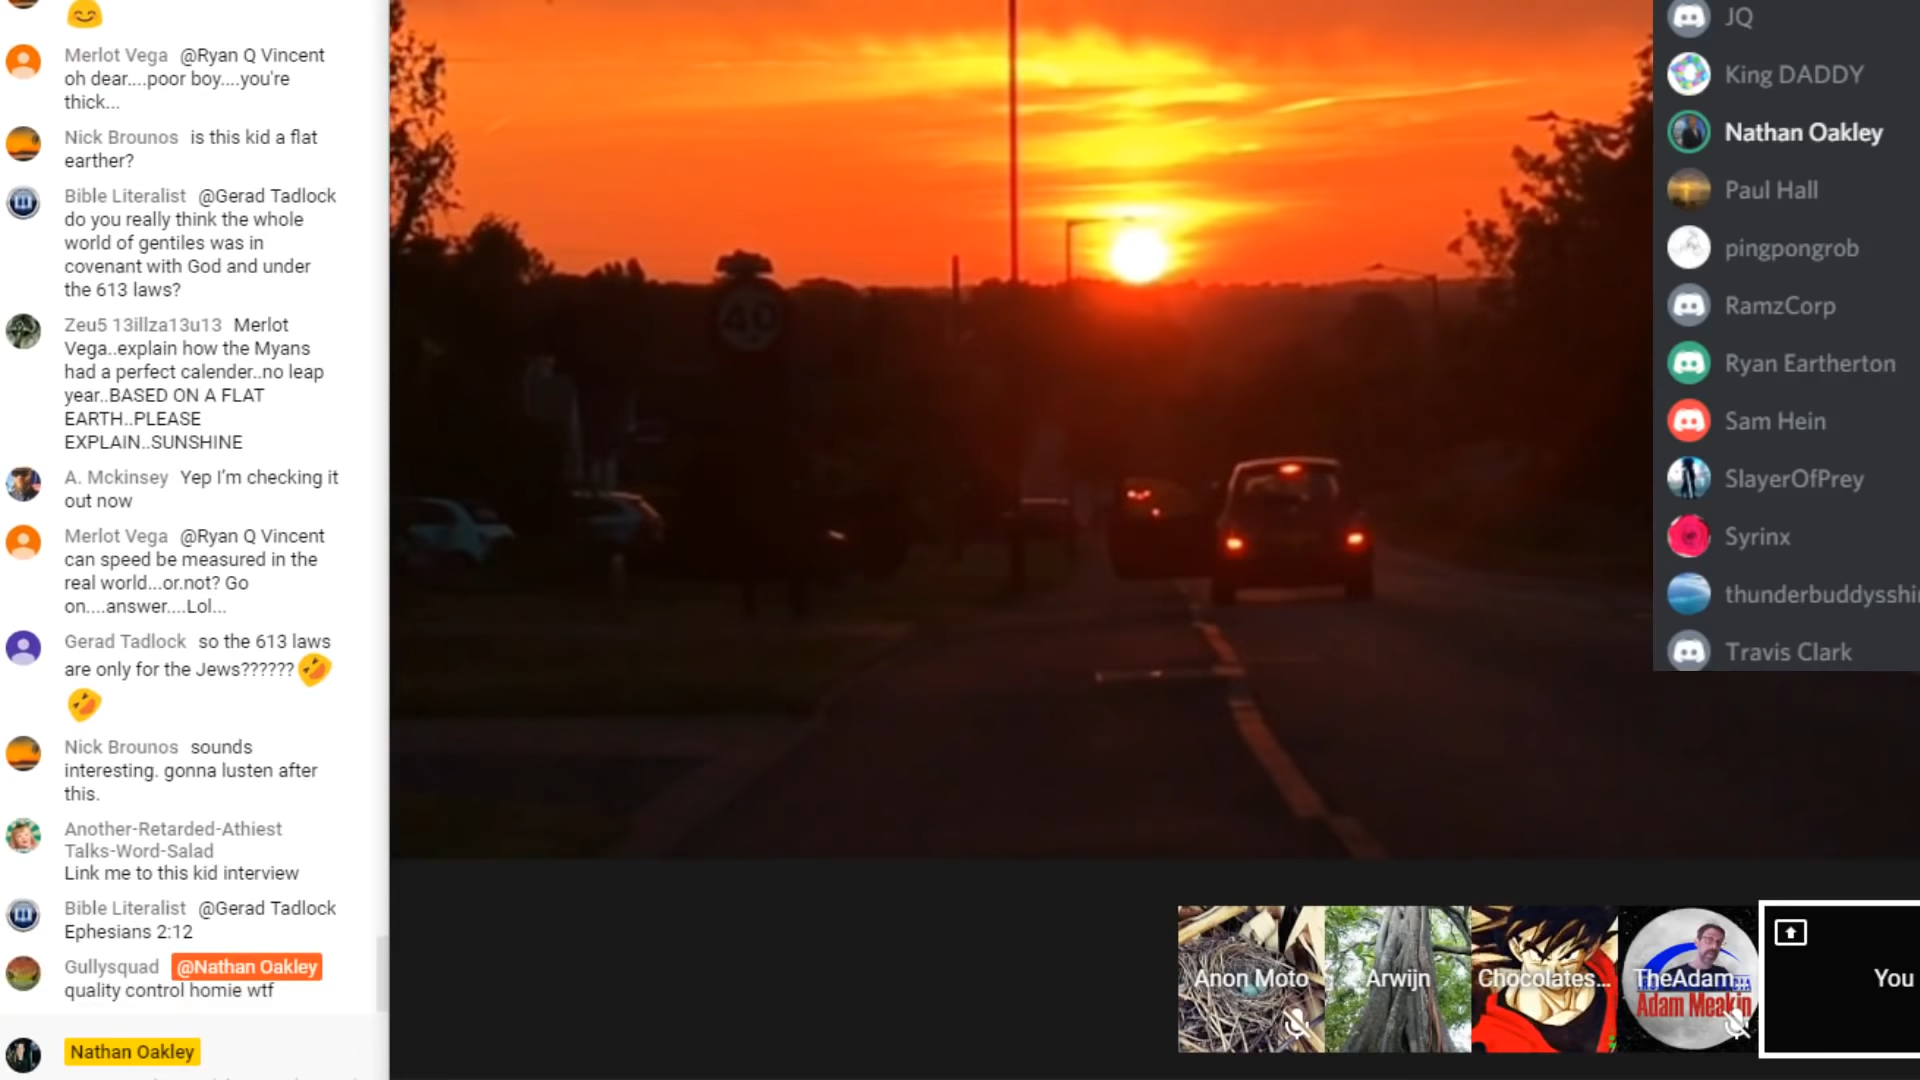 Merlot Vega @Ryan Q Vincent
oh dear....poor boy....you're
thick...
Nick Brounos is this kid a flat
earther?
Bible Literalist @Gerad Tadlock
do you really think the whole
world of gentiles was in
covenant with God and under
the 613 laws?
Zeu5 13illza13u13 Merlot
Vega..explain how the Myans
had a perfect calender..no leap
year..BASED ON A FLAT
EARTH..PLEASE
EXPLAIN..SUNSHINE
A. Mckinsey Yep I'm checking it
out now
Merlot Vega @Ryan Q Vincent
can speed be measured in the
real world...or.not? Go
on....answer....Lol...
Gerad Tadlock so the 613 laws
are only for the Jews??????
Nick Brounos sounds
interesting. gonna lusten after
this.
Another-Retarded-Athiest
Talks-Word-Salad
Link me to this kid interview
Bible Literalist @Gerad Tadlock
Ephesians 2:12
Gullysquad @Nathan Oakley
quality control homie wtf
Nathan Oakley
40
JQ
King DADDY
Nathan Oakley
Paul Hall
pingpongrob
RamzCorp
Ryan Eartherton
Sam Hein
SlayerOfPrey
Syrinx
thunderbuddysshi
Travis Clark
Anon Moto
Arwijn
Chocolates...
TheAdam...
Adam Meakin
You